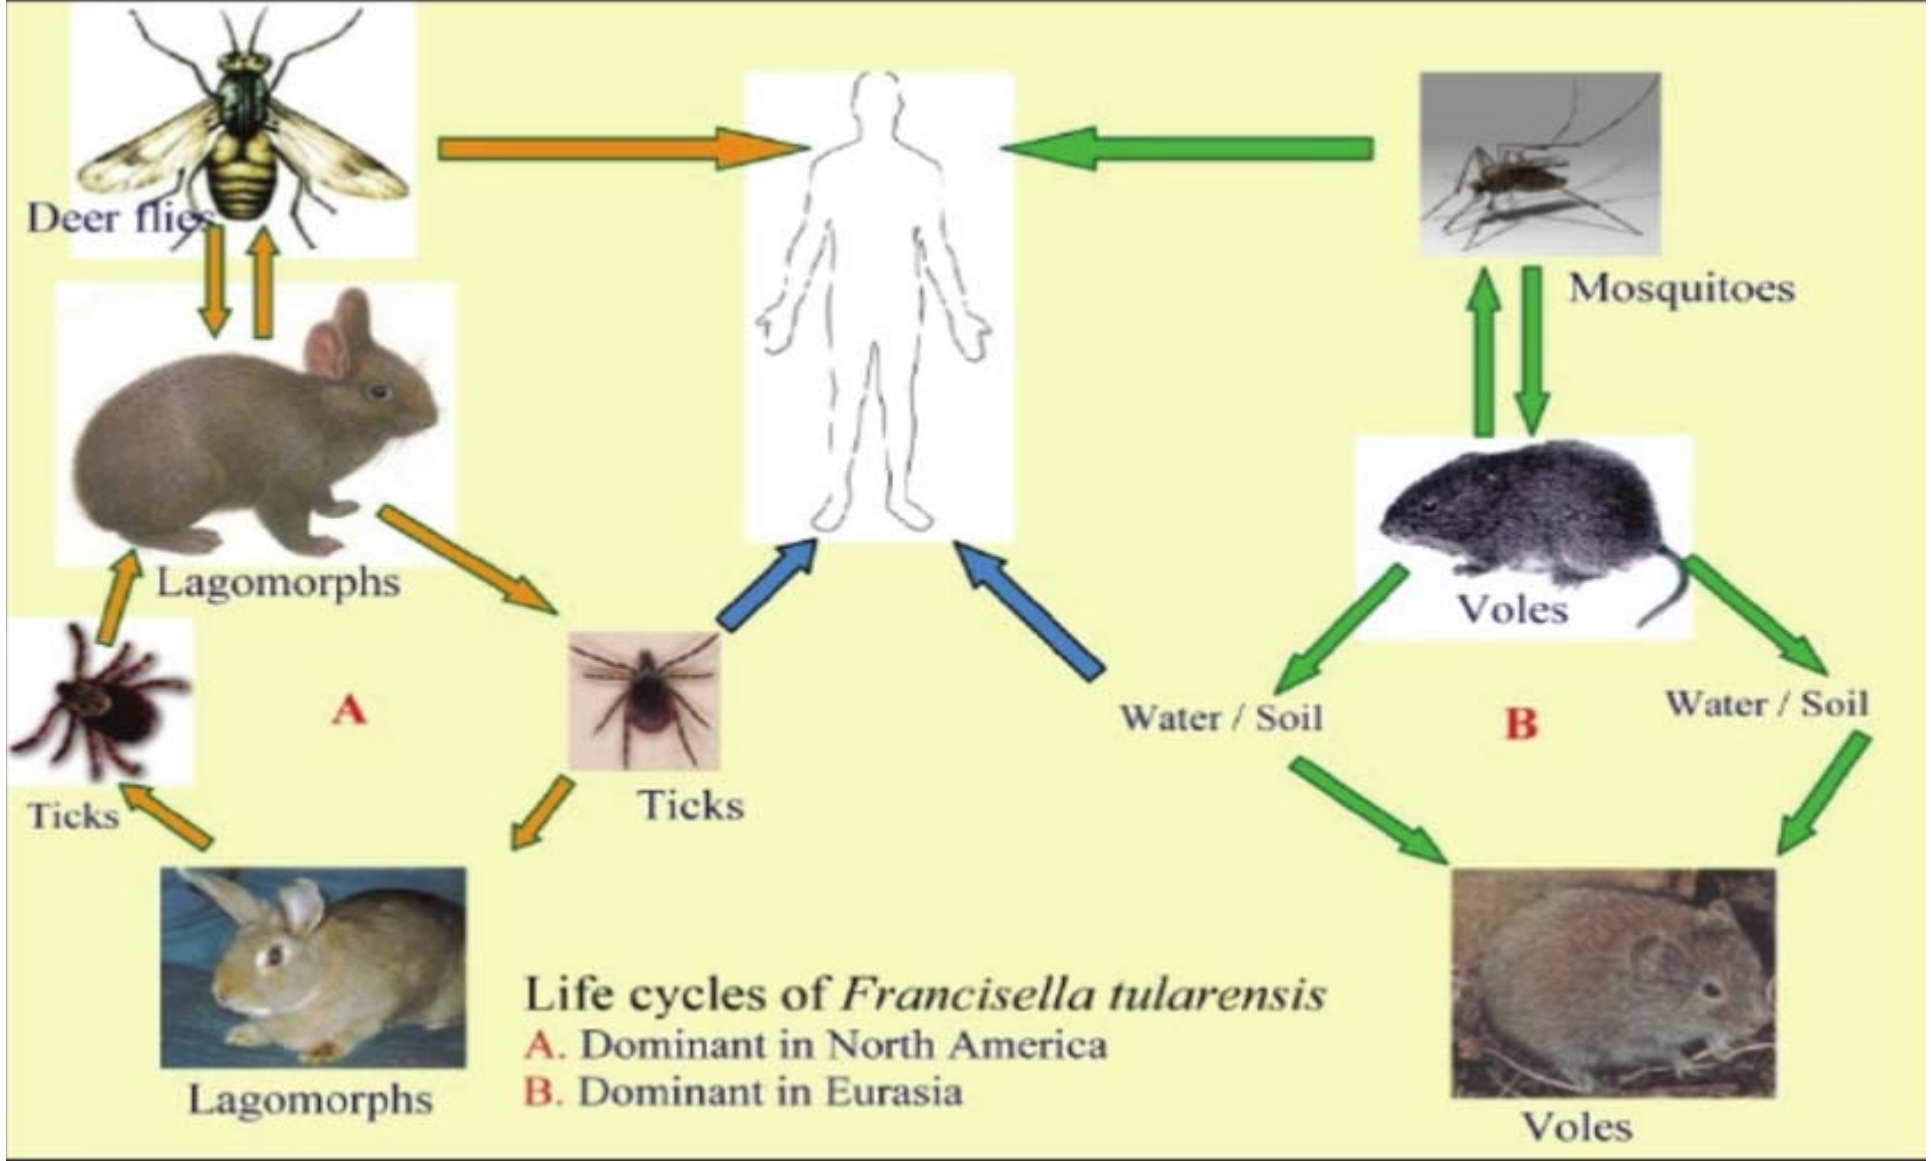 Deer flies
Mosquitoes
Lagomorphs
Voles
A
Water / Soil
B
Water / Soil
Ticks
Ticks
Life cycles of Francisella tularensis
A. Dominant in North America
B. Dominant in Eurasia
Lagomorphs
Voles